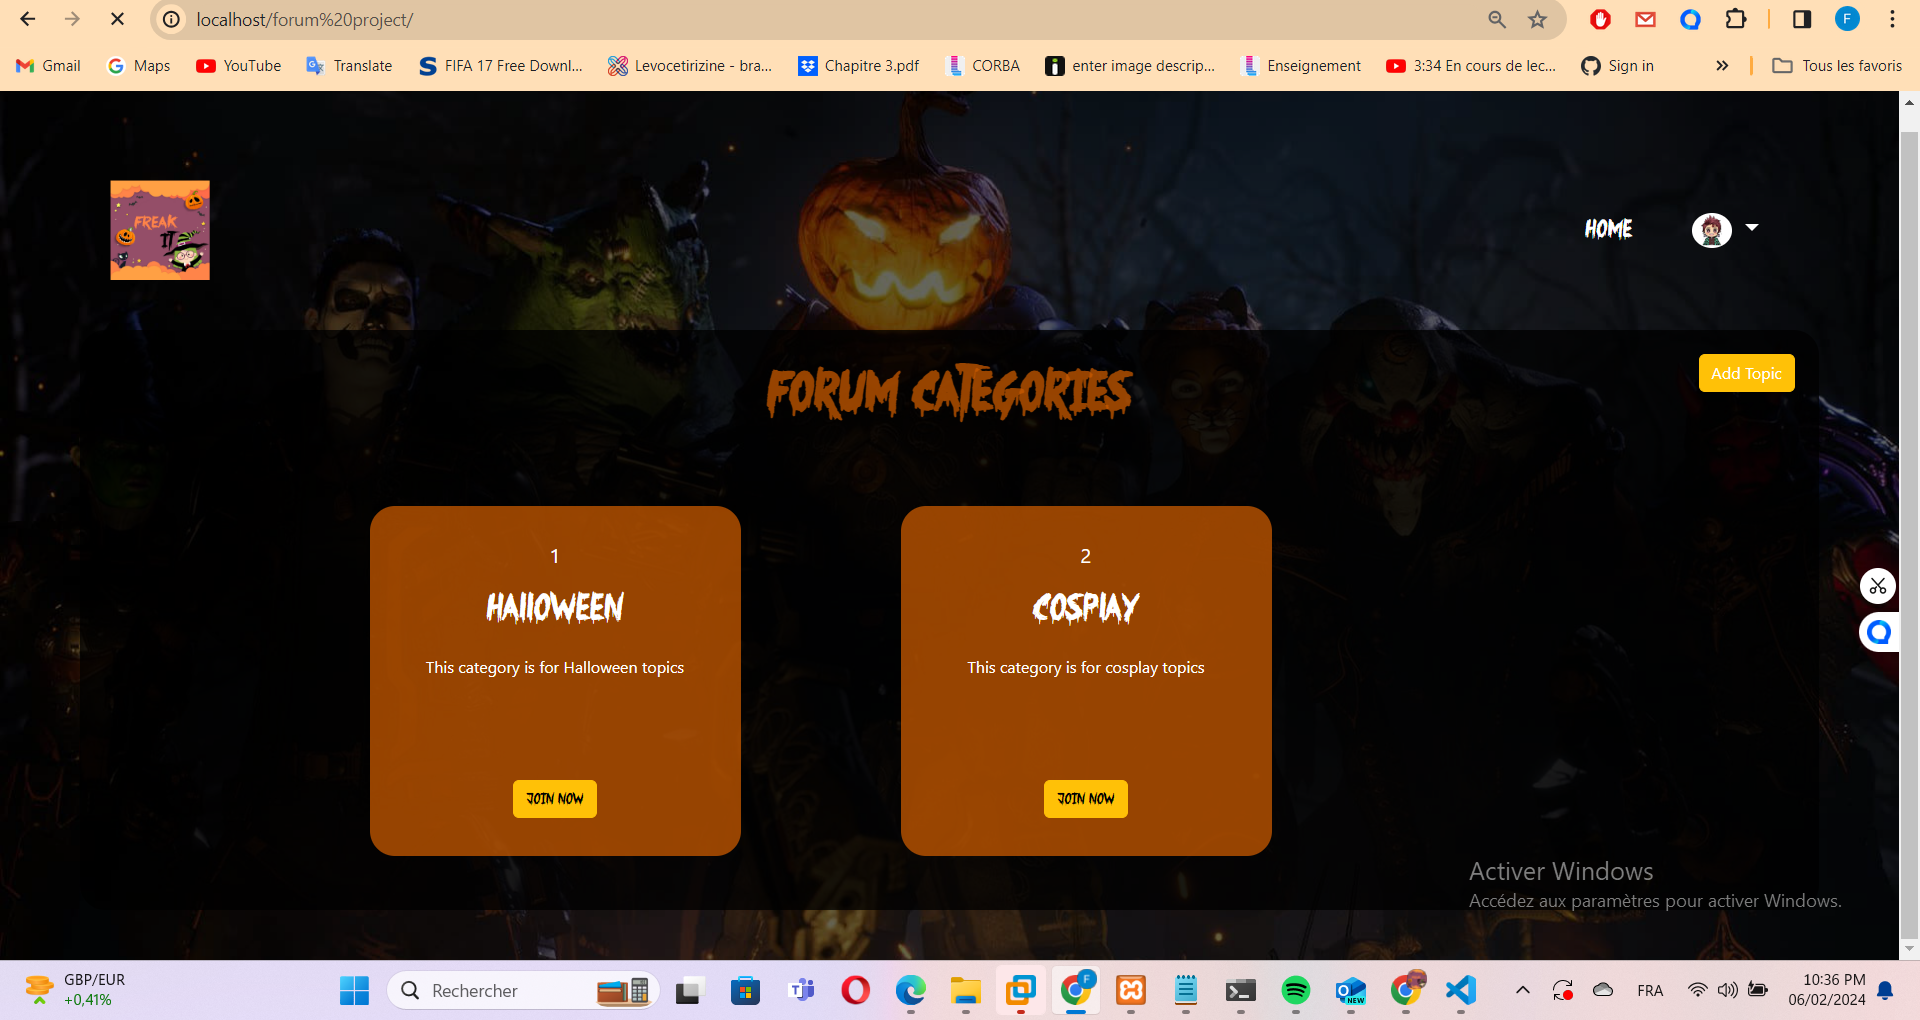 localhost/forum%20project/
F
Gmail
Maps
YouTube
Translate
FIFA 17 Free Downl...
Levocetirizine - bra...
Chapitre 3.pdf
CORBA
enter image descrip...
Enseignement
3:34 En cours de lec...
Sign in
»
Tous les favoris
FREAK
IT
HOME
FORUM CATEGORIES
Add Topic
1
HAllOWEEN
This category is for Halloween topics
JOIN NOW
2
COSPlAY
This category is for cosplay topics
JOIN NOW
Activer Windows
Accédez aux paramètres pour activer Windows.
GBP/EUR
+0,41%
Rechercher
F
NEW
FRA
10:36 PM
06/02/2024